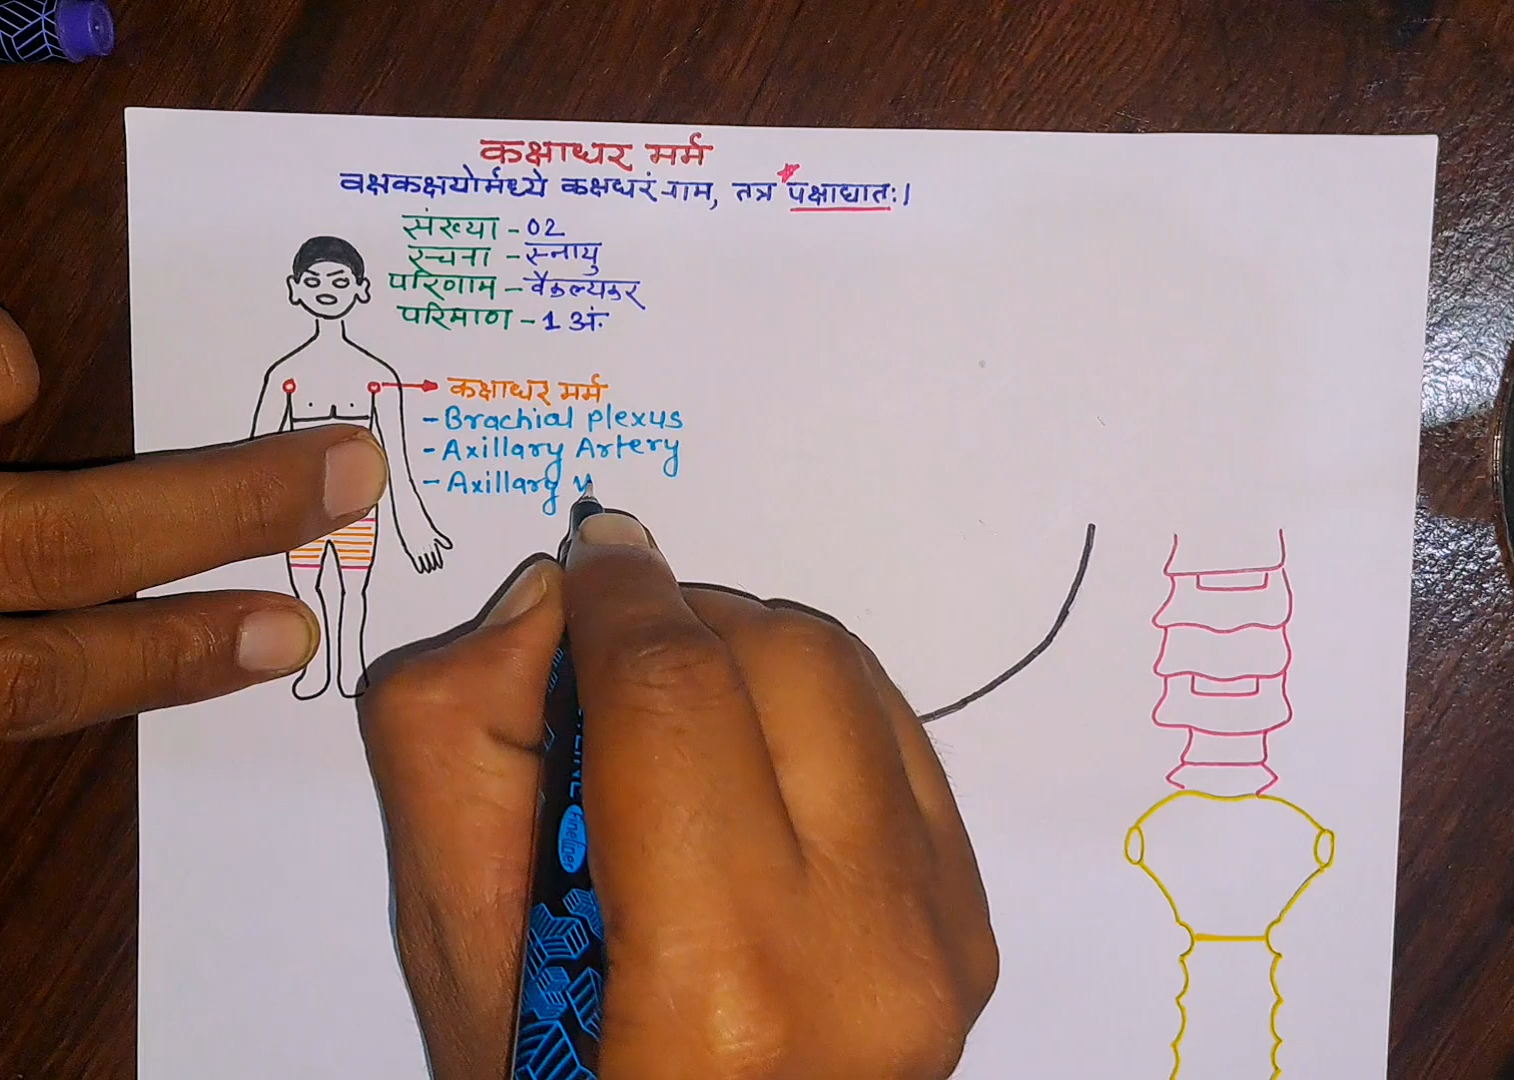 कक्षाधर मर्म
वक्षकक्षयोर्मध्ये कक्षधरं नाम, तत्र पक्षाघातः।
संख्या - 02
रचना - स्नायु
परिणाम - वैकल्यकर
परिमाण - 1 अं.
कक्षाधर मर्म
- Brachial plexus
- Axillary Artery
- Axillary
Fineliner